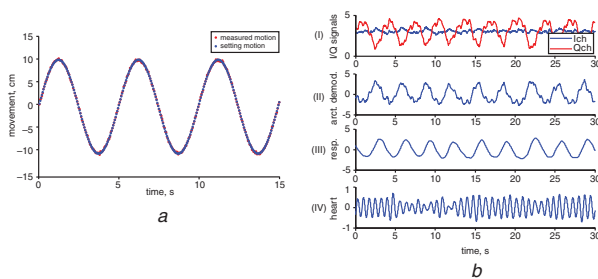 measured motion
setting motion
movement, cm
15
10
5
0
−5
−10
−15
0
5
10
15
time, s
a
(I)
I/Q signals
5
0
Ich
Qch
0
5
10
15
20
25
30
(II)
arct. demod.
5
0
-5
0
5
10
15
20
25
30
(III)
resp.
5
0
-5
0
5
10
15
20
25
30
(IV)
heart
1
0
-1
0
5
10
15
20
25
30
time, s
b